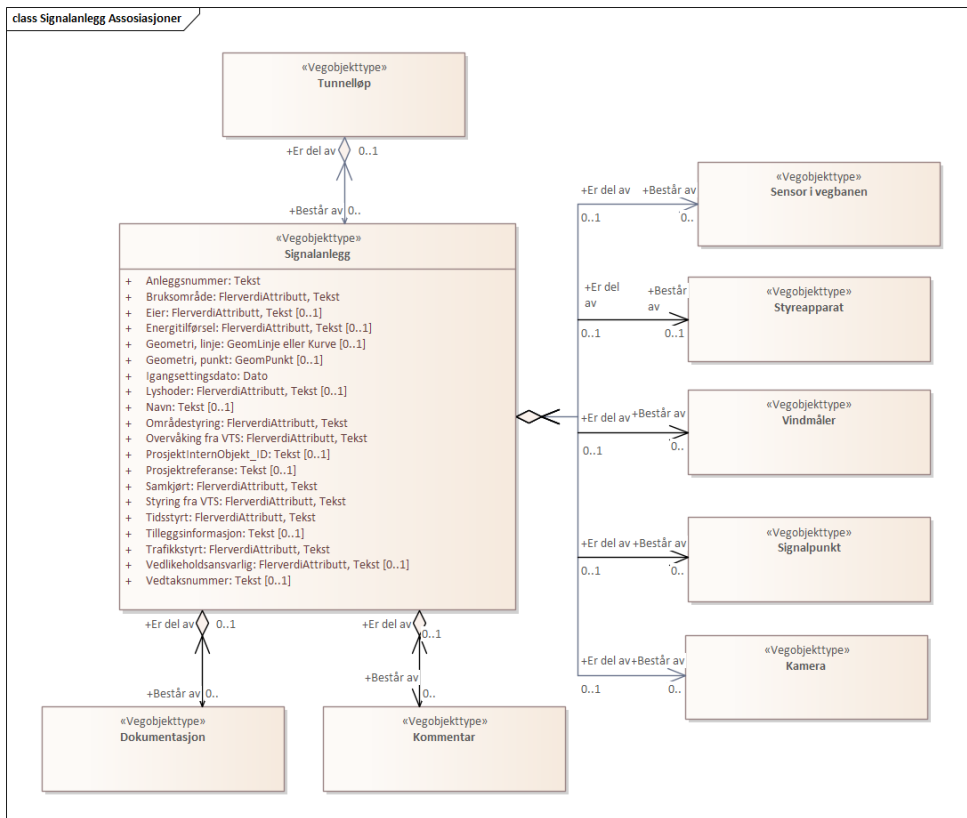 class Signalanlegg Assosiasjoner
«Vegobjekttype»
Tunnelløp
+Er del av 0..1
+Består av 0..
«Vegobjekttype»
Signalanlegg
+ Anleggsnummer: Tekst
+ Bruksområde: FlerverdiAttributt, Tekst
+ Eier: FlerverdiAttributt, Tekst [0..1]
+ Energitilførsel: FlerverdiAttributt, Tekst [0..1]
+ Geometri, linje: GeomLinje eller Kurve [0..1]
+ Geometri, punkt: GeomPunkt [0..1]
+ Igangsettingsdato: Dato
+ Lyshoder: FlerverdiAttributt, Tekst [0..1]
+ Navn: Tekst [0..1]
+ Områdestyring: FlerverdiAttributt, Tekst
+ Overvåking fra VTS: FlerverdiAttributt, Tekst
+ ProsjektInternObjekt_ID: Tekst [0..1]
+ Prosjektreferanse: Tekst [0..1]
+ Samkjørt: FlerverdiAttributt, Tekst
+ Styring fra VTS: FlerverdiAttributt, Tekst
+ Tidsstyrt: FlerverdiAttributt, Tekst
+ Tilleggsinformasjon: Tekst [0..1]
+ Trafikkstyrt: FlerverdiAttributt, Tekst
+ Vedlikeholdsansvarlig: FlerverdiAttributt, Tekst [0..1]
+ Vedtaksnummer: Tekst [0..1]
+Er del av +Består av
0..1 0..
«Vegobjekttype»
Sensor i vegbanen
+Er del
av
+Består
av
0..1 0..1
«Vegobjekttype»
Styreapparat
+Er del av +Består av
0..1 0..
«Vegobjekttype»
Vindmåler
+Er del av +Består av
0..1 0..
«Vegobjekttype»
Signalpunkt
+Er del av +Består av
0..1 0..
«Vegobjekttype»
Kamera
+Er del av 0..1
+Består av 0..
«Vegobjekttype»
Dokumentasjon
+Er del av
0..1
+Består av
0..
«Vegobjekttype»
Kommentar